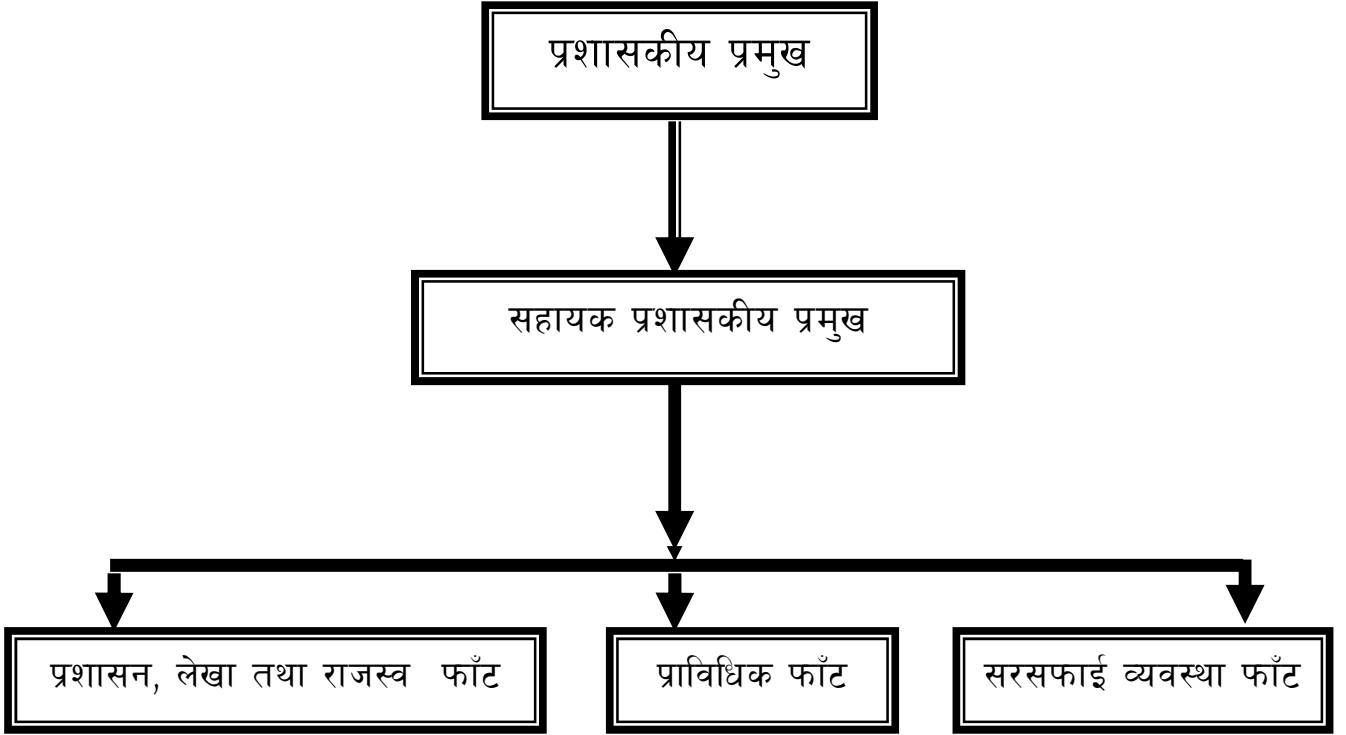 प्रशासकीय प्रमुख
सहायक प्रशासकीय प्रमुख
प्रशासन, लेखा तथा राजस्व फाँट
प्राविधिक फाँट
सरसफाई व्यवस्था फाँट